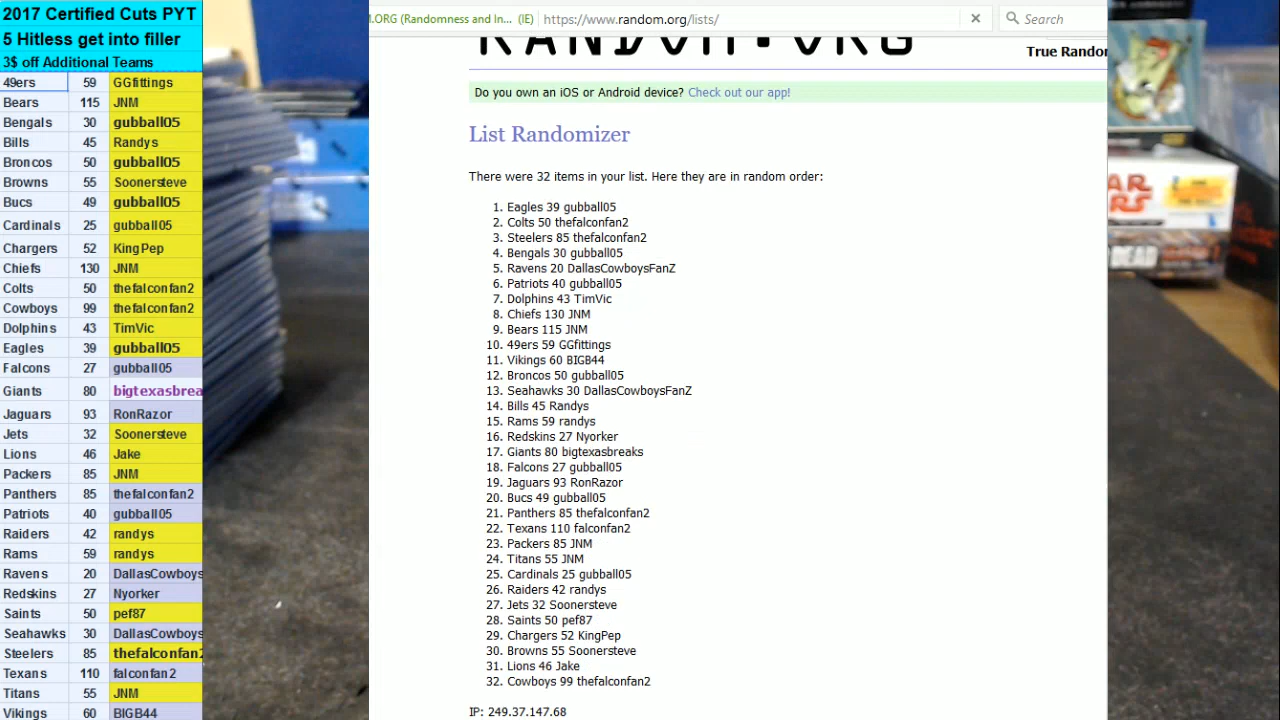 2017 Certified Cuts PYT
5 Hitless get into filler
3$ off Additional Teams
49ers 59 GGfittings
Bears 115 JNM
Bengals 30 gubball05
Bills 45 Randys
Broncos 50 gubball05
Browns 55 Soonersteve
Bucs 49 gubball05
Cardinals 25 gubball05
Chargers 52 KingPep
Chiefs 130 JNM
Colts 50 thefalconfan2
Cowboys 99 thefalconfan2
Dolphins 43 TimVic
Eagles 39 gubball05
Falcons 27 gubball05
Giants 80 bigtexasbrea
Jaguars 93 RonRazor
Jets 32 Soonersteve
Lions 46 Jake
Packers 85 JNM
Panthers 85 thefalconfan2
Patriots 40 gubball05
Raiders 42 randys
Rams 59 randys
Ravens 20 DallasCowboys
Redskins 27 Nyorker
Saints 50 pef87
Seahawks 30 DallasCowboys
Steelers 85 thefalconfan2
Texans 110 falconfan2
Titans 55 JNM
Vikings 60 BIGB44
M.ORG (Randomness and In... (IE) https://www.random.org/lists/ Search
RANDOM.ORG
True Random
Do you own an iOS or Android device? Check out our app!
List Randomizer
There were 32 items in your list. Here they are in random order:
1. Eagles 39 gubball05
2. Colts 50 thefalconfan2
3. Steelers 85 thefalconfan2
4. Bengals 30 gubball05
5. Ravens 20 DallasCowboysFanZ
6. Patriots 40 gubball05
7. Dolphins 43 TimVic
8. Chiefs 130 JNM
9. Bears 115 JNM
10. 49ers 59 GGfittings
11. Vikings 60 BIGB44
12. Broncos 50 gubball05
13. Seahawks 30 DallasCowboysFanZ
14. Bills 45 Randys
15. Rams 59 randys
16. Redskins 27 Nyorker
17. Giants 80 bigtexasbreaks
18. Falcons 27 gubball05
19. Jaguars 93 RonRazor
20. Bucs 49 gubball05
21. Panthers 85 thefalconfan2
22. Texans 110 falconfan2
23. Packers 85 JNM
24. Titans 55 JNM
25. Cardinals 25 gubball05
26. Raiders 42 randys
27. Jets 32 Soonersteve
28. Saints 50 pef87
29. Chargers 52 KingPep
30. Browns 55 Soonersteve
31. Lions 46 Jake
32. Cowboys 99 thefalconfan2
IP: 249.37.147.68